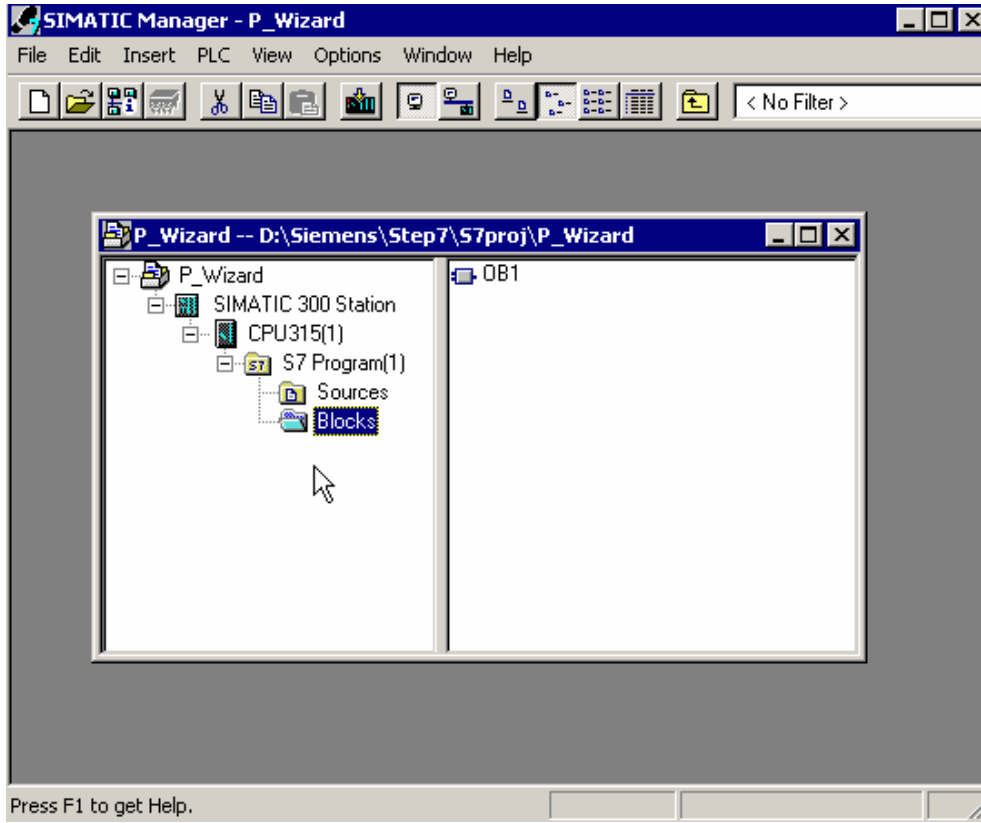 SIMATIC Manager - P_Wizard
File Edit Insert PLC View Options Window Help
< No Filter >
P_Wizard -- D:\Siemens\Step7\S7proj\P_Wizard
P_Wizard
OB1
SIMATIC 300 Station
CPU315(1)
S7 S7 Program(1)
Sources
Blocks
Press F1 to get Help.